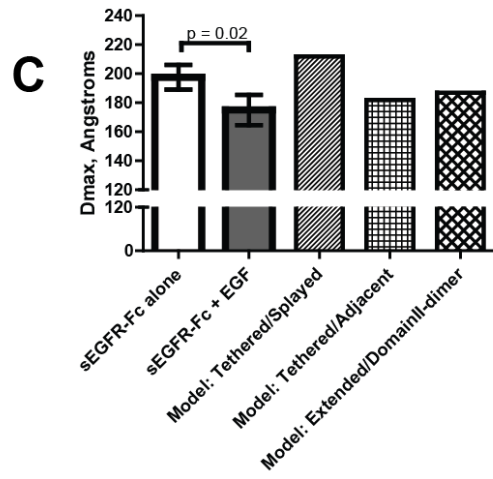 C
p = 0.02
Dmax, Angstroms
240
220
200
180
160
140
120
120
0
sEGFR-Fc alone
sEGFR-Fc + EGF
Model: Tethered/Splayed
Model: Tethered/Adjacent
Model: Extended/DomainII-dimer